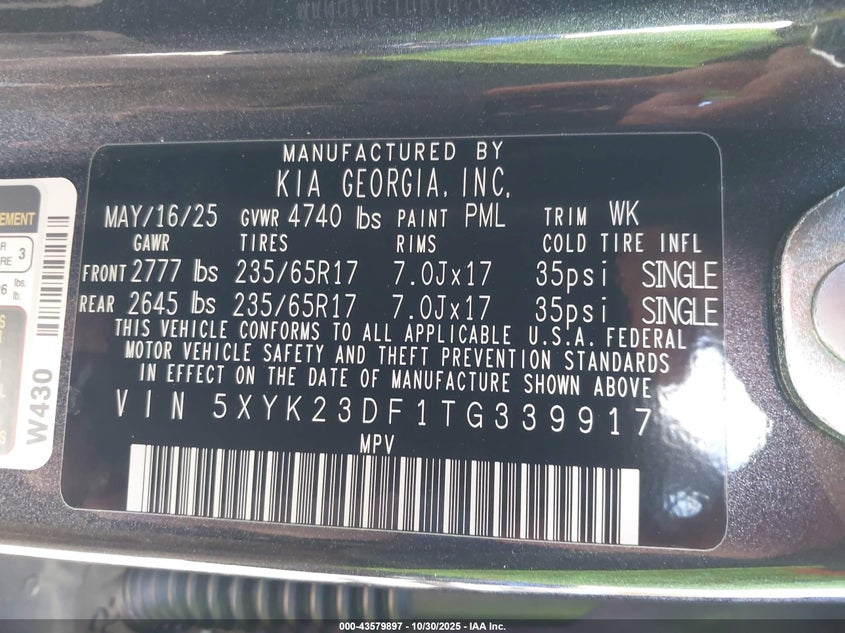 MANUFACTURED BY
KIA GEORGIA, INC.
MAY/16/25 GVWR 4740 lbs PAINT PML TRIM WK
GAWR TIRES RIMS COLD TIRE INFL
FRONT 2777 lbs 235/65R17 7.0Jx17 35psi SINGLE
REAR 2645 lbs 235/65R17 7.0Jx17 35psi SINGLE
THIS VEHICLE CONFORMS TO ALL APPLICABLE U.S.A. FEDERAL
MOTOR VEHICLE SAFETY AND THEFT PREVENTION STANDARDS
IN EFFECT ON THE DATE OF MANUFACTURE SHOWN ABOVE
VIN 5XYK23DF1TG339917
MPV
W430
3
lbs.
lb.
000-43579897 - 10/30/2025 - IAA Inc.